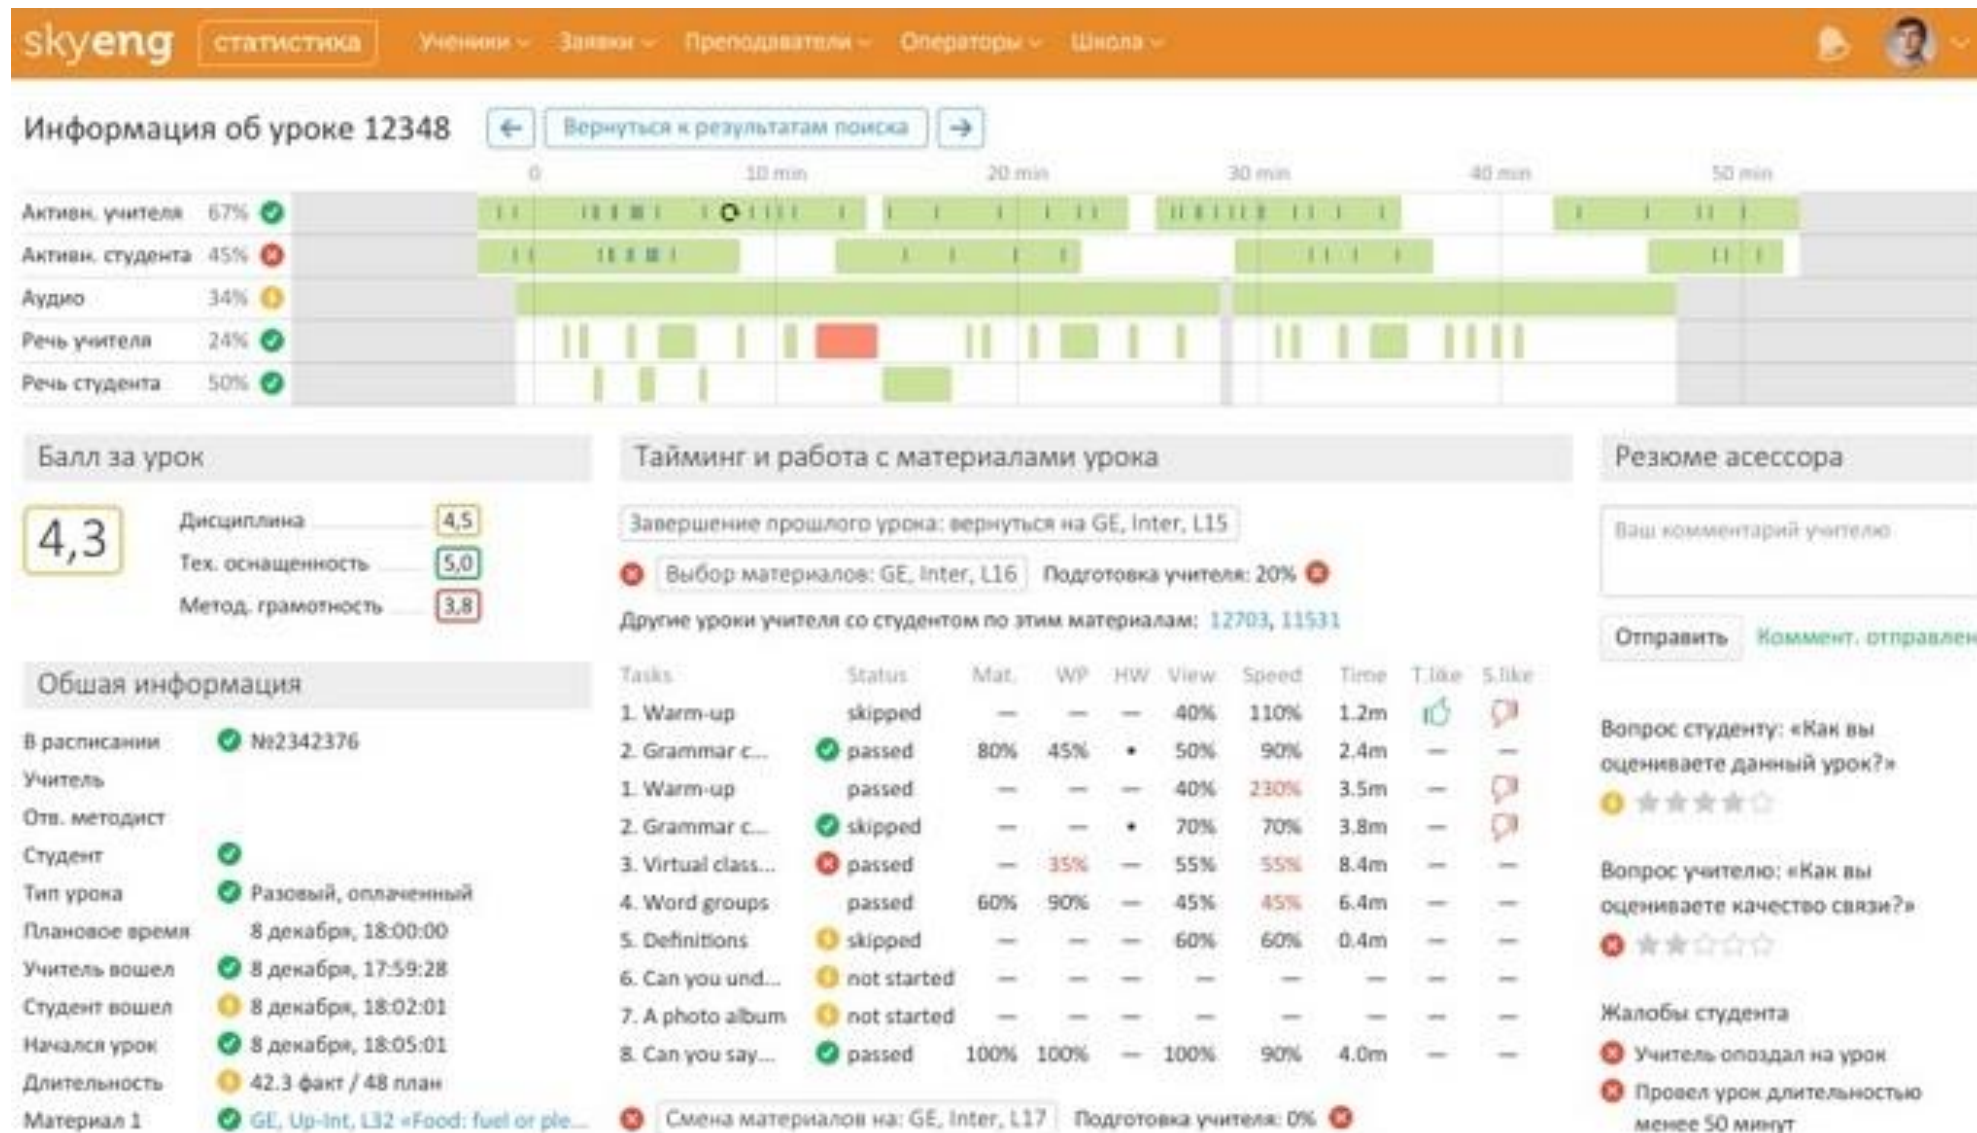 skyeng статистика Ученики Заявки Преподаватели Операторы Школа
Информация об уроке 12348 ← Вернуться к результатам поиска →
0 10 min 20 min 30 min 40 min 50 min
Активн. учителя 67%
Активн. студента 45%
Аудио 34%
Речь учителя 24%
Речь студента 50%
Балл за урок
4,3
Дисциплина 4,5
Тех. оснащенность 5,0
Метод. грамотность 3,8
Обшая информация
В расписании №2342376
Учитель
Отв. методист
Студент
Тип урока Разовый, оплаченный
Плановое время 8 декабря, 18:00:00
Учитель вошел 8 декабря, 17:59:28
Студент вошел 8 декабря, 18:02:01
Начался урок 8 декабря, 18:05:01
Длительность 42.3 факт / 48 план
Материал 1 GE, Up-Int, L32 «Food: fuel or ple...
Тайминг и работа с материалами урока
Завершение прошлого урока: вернуться на GE, Inter, L15
Выбор материалов: GE, Inter, L16 Подготовка учителя: 20%
Другие уроки учителя со студентом по этим материалам: 12703, 11531
Tasks Status Mat. WP HW View Speed Time T.like S.like
1. Warm-up skipped — — — 40% 110% 1.2m
2. Grammar c... passed 80% 45% • 50% 90% 2.4m — —
1. Warm-up passed — — — 40% 230% 3.5m —
2. Grammar c... skipped — — • 70% 70% 3.8m —
3. Virtual class... passed — 35% — 55% 55% 8.4m — —
4. Word groups passed 60% 90% — 45% 45% 6.4m — —
5. Definitions skipped — — — 60% 60% 0.4m — —
6. Can you und... not started — — — — — — — —
7. A photo album not started — — — — — — — —
8. Can you say... passed 100% 100% — 100% 90% 4.0m — —
Смена материалов на: GE, Inter, L17 Подготовка учителя: 0%
Резюме асессора
Ваш комментарий учителю
Отправить Коммент. отправлен
Вопрос студенту: «Как вы
оцениваете данный урок?»
Вопрос учителю: «Как вы
оцениваете качество связи?»
Жалобы студента
Учитель опоздал на урок
Провел урок длительностью
менее 50 минут